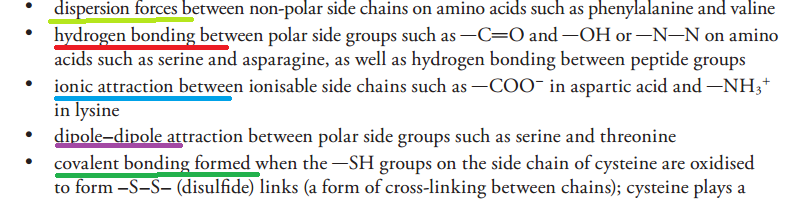 • dispersion forces between non-polar side chains on amino acids such as phenylalanine and valine
• hydrogen bonding between polar side groups such as —C=O and —OH or —N—N on amino
acids such as serine and asparagine, as well as hydrogen bonding between peptide groups
• ionic attraction between ionisable side chains such as —COO⁻ in aspartic acid and —NH₃⁺
in lysine
• dipole–dipole attraction between polar side groups such as serine and threonine
• covalent bonding formed when the —SH groups on the side chain of cysteine are oxidised
to form –S–S– (disulfide) links (a form of cross-linking between chains); cysteine plays a